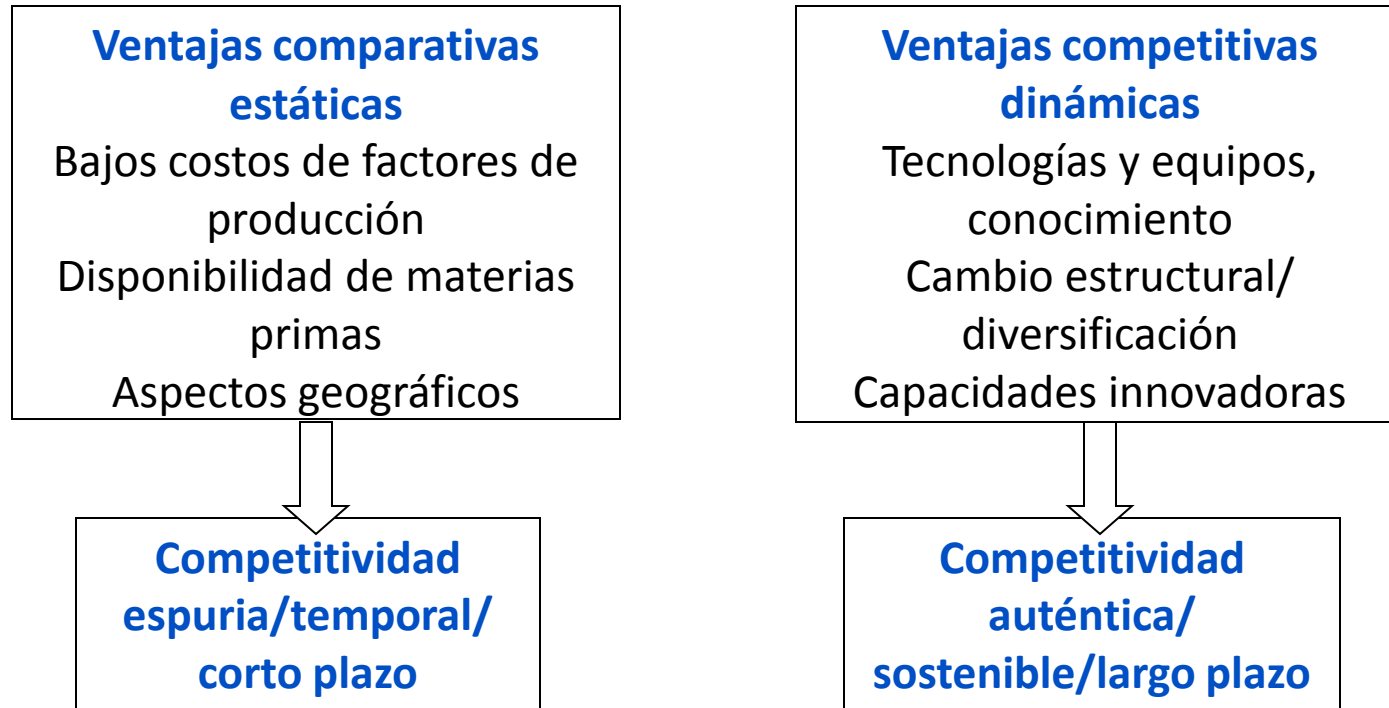 Ventajas comparativas
estáticas
Bajos costos de factores de
producción
Disponibilidad de materias
primas
Aspectos geográficos
Competitividad
espuria/temporal/
corto plazo
Ventajas competitivas
dinámicas
Tecnologías y equipos,
conocimiento
Cambio estructural/
diversificación
Capacidades innovadoras
Competitividad
auténtica/
sostenible/largo plazo